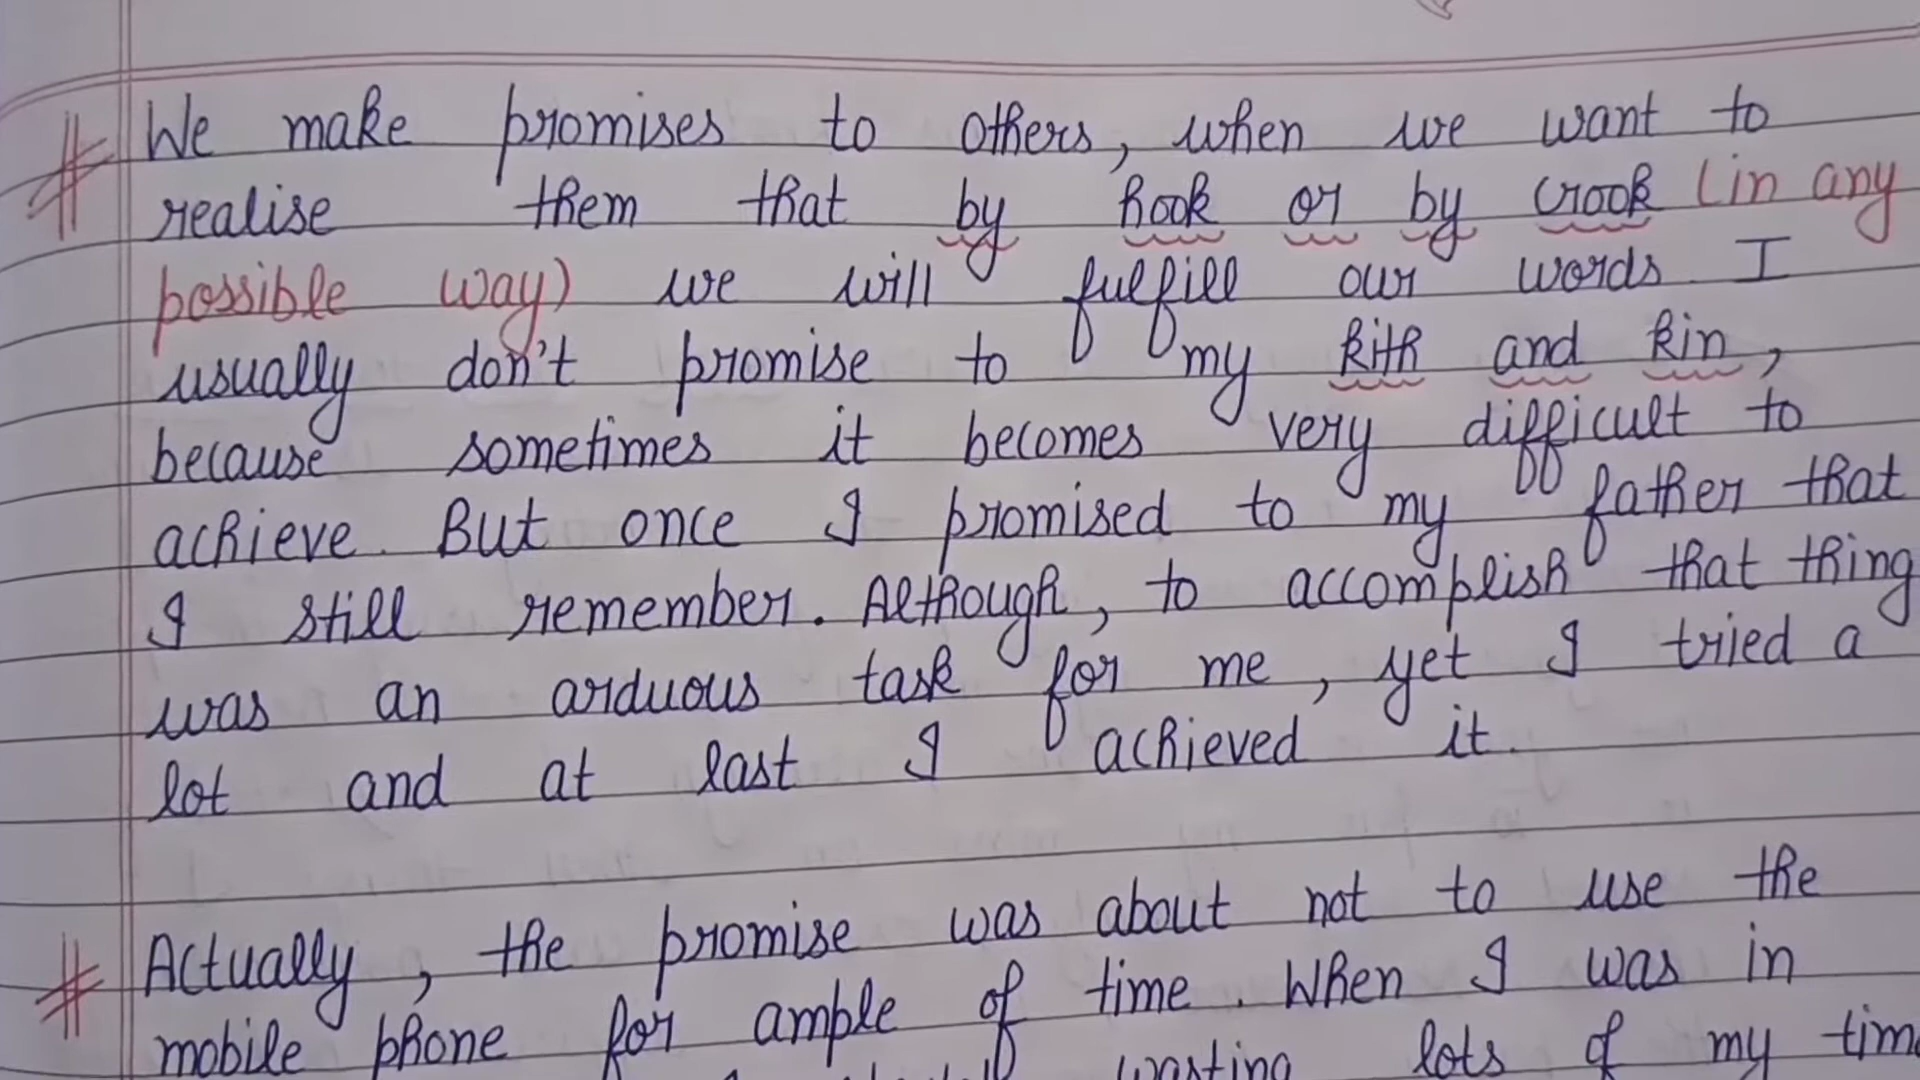 # We make promises to others, when we want to
realise them that by hook or by crook (in any
possible way) we will fulfill our words I
usually don't promise to my kith and kin,
because sometimes it becomes very difficult to
achieve. But once I promised to my father that
I still remember. Although, to accomplish that thing
was an arduous task for me, yet I tried a
lot and at last I achieved it.
# Actually, the promise was about not to use the
mobile phone for ample of time. When I was in
wasting lots of my time